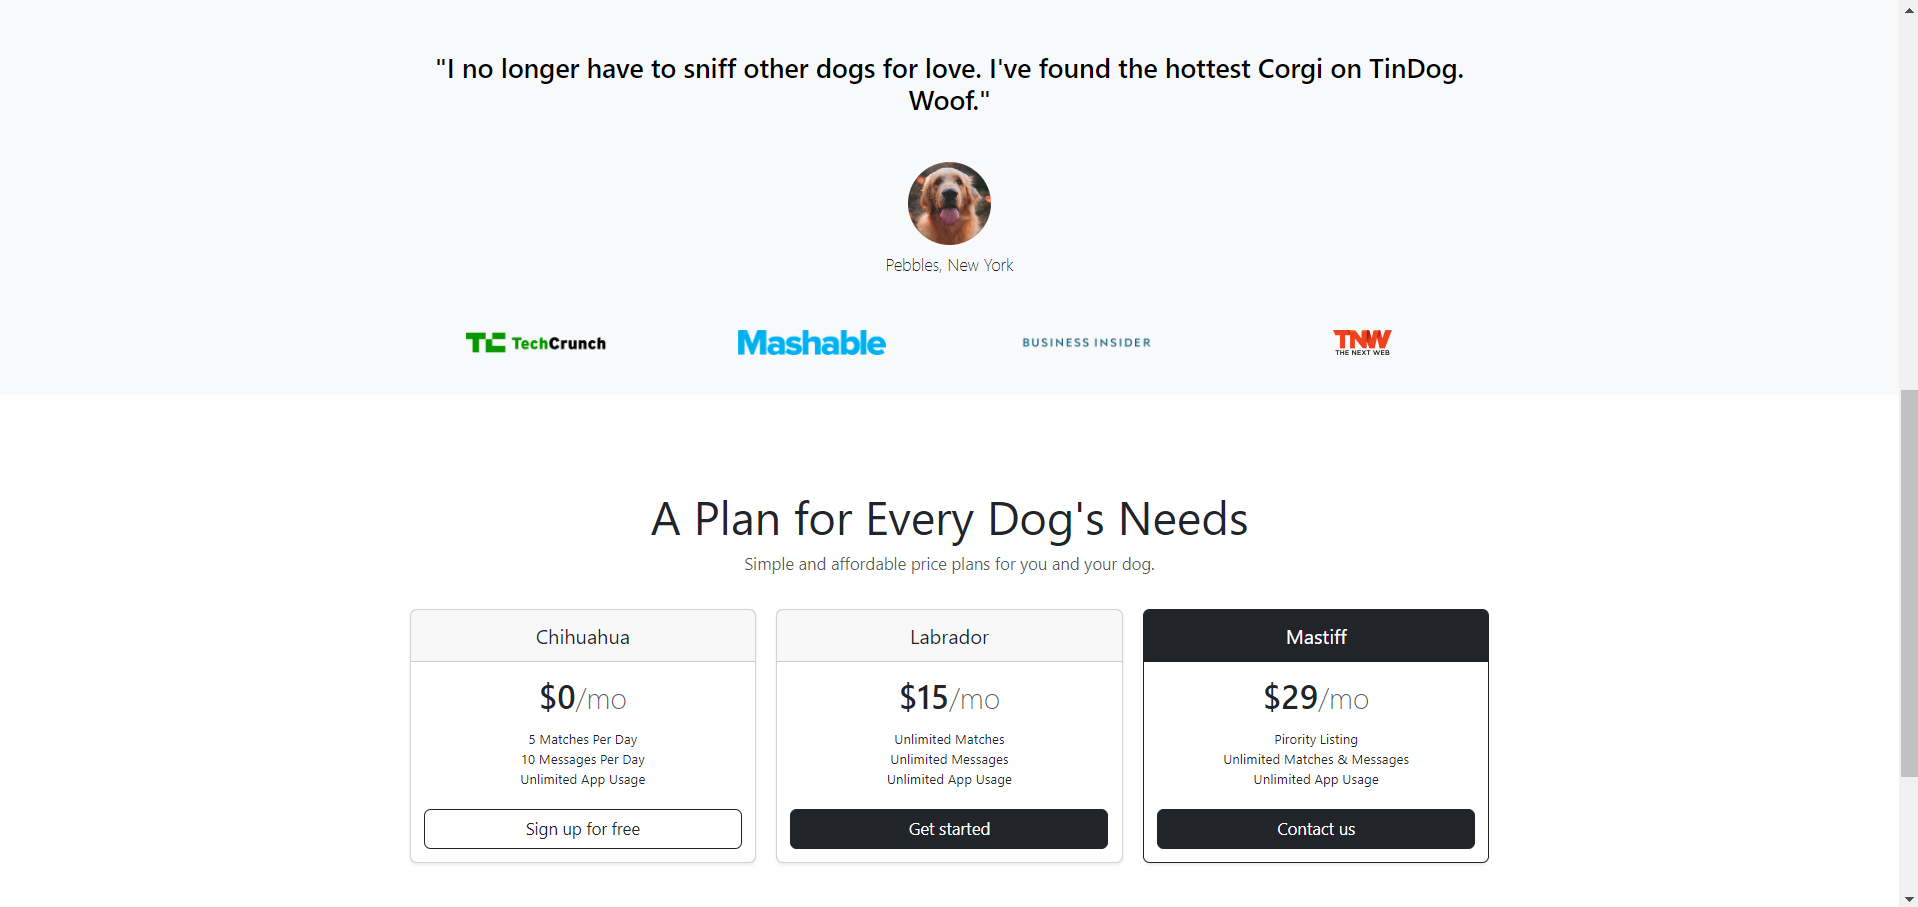 "I no longer have to sniff other dogs for love. I've found the hottest Corgi on TinDog.
Woof."
Pebbles, New York
TC TechCrunch
Mashable
BUSINESS INSIDER
TNW
THE NEXT WEB
A Plan for Every Dog's Needs
Simple and affordable price plans for you and your dog.
Chihuahua
$0/mo
5 Matches Per Day
10 Messages Per Day
Unlimited App Usage
Sign up for free
Labrador
$15/mo
Unlimited Matches
Unlimited Messages
Unlimited App Usage
Get started
Mastiff
$29/mo
Pirority Listing
Unlimited Matches & Messages
Unlimited App Usage
Contact us